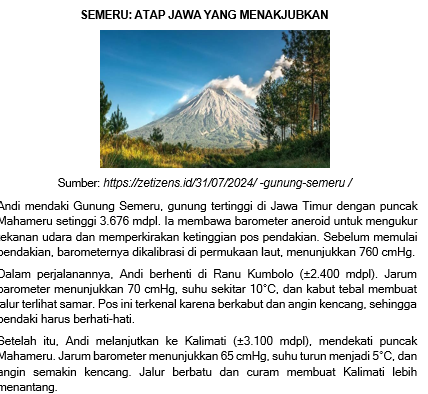 SEMERU: ATAP JAWA YANG MENAKJUBKAN
Sumber: https://zetizens.id/31/07/2024/ -gunung-semeru /
Andi mendaki Gunung Semeru, gunung tertinggi di Jawa Timur dengan puncak
Mahameru setinggi 3.676 mdpl. Ia membawa barometer aneroid untuk mengukur
tekanan udara dan memperkirakan ketinggian pos pendakian. Sebelum memulai
pendakian, barometernya dikalibrasi di permukaan laut, menunjukkan 760 cmHg.
Dalam perjalanannya, Andi berhenti di Ranu Kumbolo (±2.400 mdpl). Jarum
barometer menunjukkan 70 cmHg, suhu sekitar 10°C, dan kabut tebal membuat
jalur terlihat samar. Pos ini terkenal karena berkabut dan angin kencang, sehingga
pendaki harus berhati-hati.
Setelah itu, Andi melanjutkan ke Kalimati (±3.100 mdpl), mendekati puncak
Mahameru. Jarum barometer menunjukkan 65 cmHg, suhu turun menjadi 5°C, dan
angin semakin kencang. Jalur berbatu dan curam membuat Kalimati lebih
menantang.